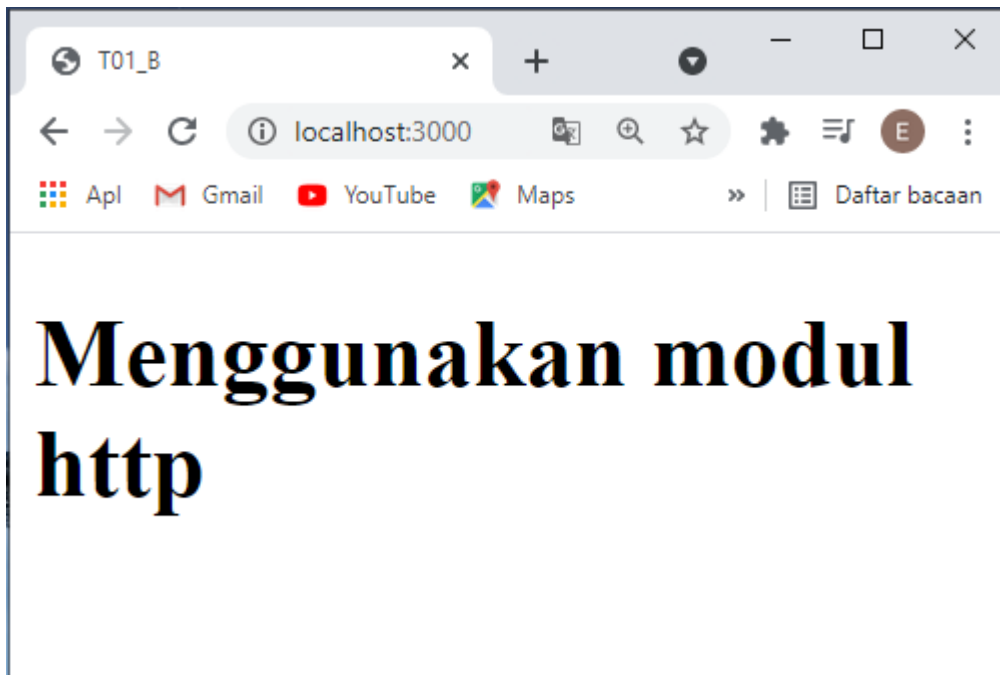 T01_B
localhost:3000
E
Apl Gmail YouTube Maps » Daftar bacaan
Menggunakan modul
http